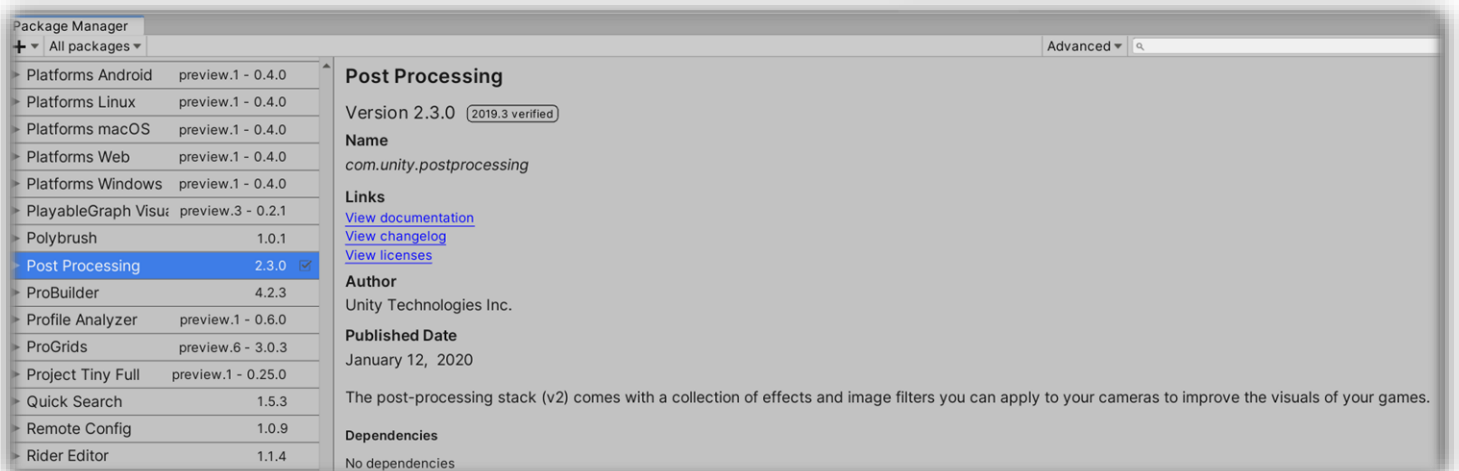 Package Manager
+ All packages
Advanced
Platforms Android preview.1 - 0.4.0
Platforms Linux preview.1 - 0.4.0
Platforms macOS preview.1 - 0.4.0
Platforms Web preview.1 - 0.4.0
Platforms Windows preview.1 - 0.4.0
PlayableGraph Visua preview.3 - 0.2.1
Polybrush 1.0.1
Post Processing 2.3.0
ProBuilder 4.2.3
Profile Analyzer preview.1 - 0.6.0
ProGrids preview.6 - 3.0.3
Project Tiny Full preview.1 - 0.25.0
Quick Search 1.5.3
Remote Config 1.0.9
Rider Editor 1.1.4
Post Processing
Version 2.3.0 2019.3 verified
Name
com.unity.postprocessing
Links
View documentation
View changelog
View licenses
Author
Unity Technologies Inc.
Published Date
January 12, 2020
The post-processing stack (v2) comes with a collection of effects and image filters you can apply to your cameras to improve the visuals of your games.
Dependencies
No dependencies